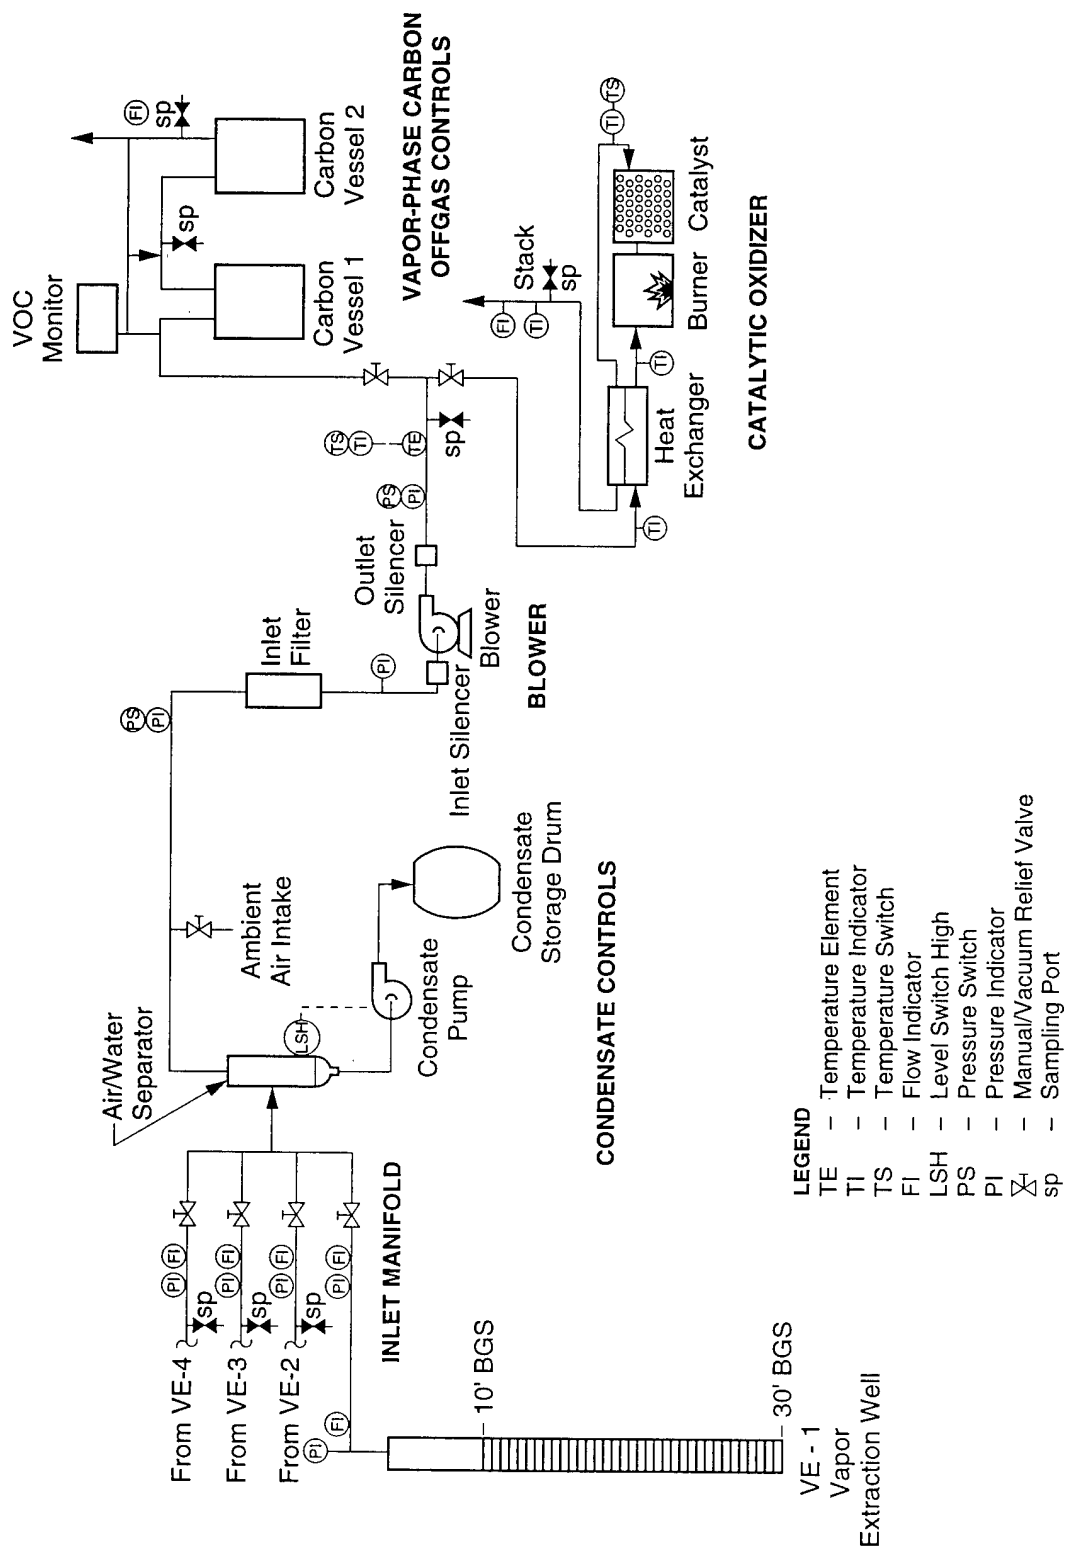 From VE-4
From VE-3
From VE-2
sp
sp
sp
PI
FI
PI
FI
PI
FI
PI
FI
PI
FI
INLET MANIFOLD
10' BGS
30' BGS
VE - 1
Vapor
Extraction Well
Air/Water
Separator
LSH
Ambient
Air Intake
Condensate
Pump
Condensate
Storage Drum
CONDENSATE CONTROLS
PS
PI
Inlet
Filter
PI
Inlet Silencer
Blower
Outlet
Silencer
BLOWER
PS
PI
TS
TI
TE
sp
VOC
Monitor
Carbon
Vessel 1
sp
Carbon
Vessel 2
FI
sp
VAPOR-PHASE CARBON
OFFGAS CONTROLS
TI
Heat
Exchanger
TI
FI
TI
Stack
sp
Burner
Catalyst
TI
TS
CATALYTIC OXIDIZER
LEGEND
TE – Temperature Element
TI – Temperature Indicator
TS – Temperature Switch
FI – Flow Indicator
LSH – Level Switch High
PS – Pressure Switch
PI – Pressure Indicator
– Manual/Vacuum Relief Valve
sp – Sampling Port